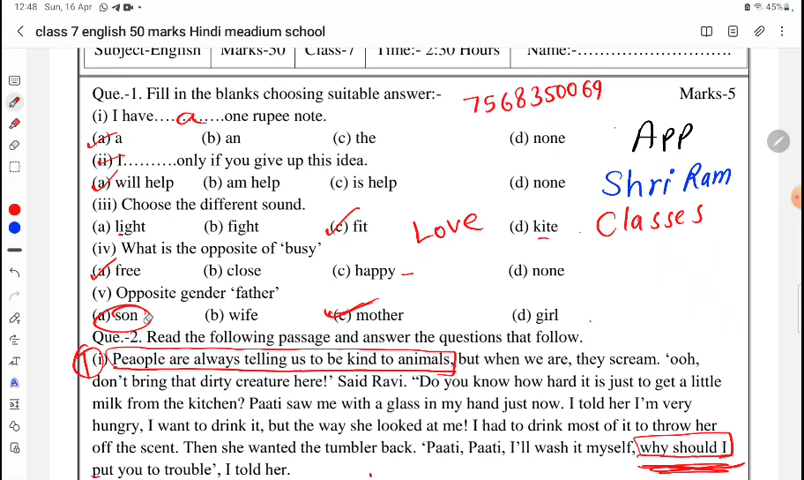 12:48 Sun, 16 Apr 45%
class 7 english 50 marks Hindi meadium school
Subject-English Marks-50 Class-7 Time:- 2:30 Hours Name:-……………………………
Que.-1. Fill in the blanks choosing suitable answer:- 7568350069 Marks-5
(i) I have….a…..one rupee note.
(a) a (b) an (c) the (d) none
APP
(ii) I……….only if you give up this idea.
(a) will help (b) am help (c) is help (d) none
Shri Ram
(iii) Choose the different sound.
(a) light (b) fight (c) fit (d) kite
Love
Classes
(iv) What is the opposite of ‘busy’
(a) free (b) close (c) happy (d) none
(v) Opposite gender ‘father’
(a) son (b) wife (c) mother (d) girl
Que.-2. Read the following passage and answer the questions that follow.
1 (i) Peaople are always telling us to be kind to animals, but when we are, they scream. ‘ooh,
don’t bring that dirty creature here!’ Said Ravi. “Do you know how hard it is just to get a little
milk from the kitchen? Paati saw me with a glass in my hand just now. I told her I’m very
hungry, I want to drink it, but the way she looked at me! I had to drink most of it to throw her
off the scent. Then she wanted the tumbler back. ‘Paati, Paati, I’ll wash it myself, why should I
put you to trouble’, I told her.